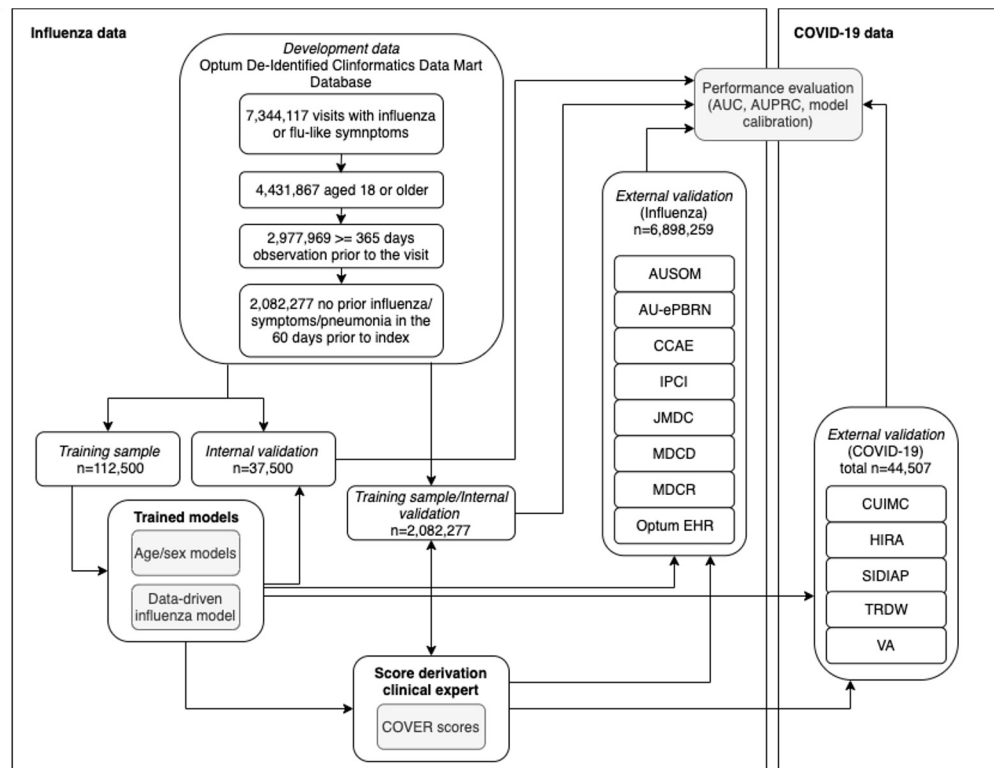 Influenza data
COVID-19 data
Development data
Optum De-Identified Clinformatics Data Mart
Database
7,344,117 visits with influenza
or flu-like symnptoms
4,431,867 aged 18 or older
2,977,969 >= 365 days
observation prior to the visit
2,082,277 no prior influenza/
symptoms/pneumonia in the
60 days prior to index
Performance evaluation
(AUC, AUPRC, model
calibration)
External validation
(Influenza)
n=6,898,259
AUSOM
AU-ePBRN
CCAE
IPCI
JMDC
MDCD
MDCR
Optum EHR
Training sample
n=112,500
Internal validation
n=37,500
Training sample/Internal
validation
n=2,082,277
Trained models
Age/sex models
Data-driven
influenza model
Score derivation
clinical expert
COVER scores
External validation
(COVID-19)
total n=44,507
CUIMC
HIRA
SIDIAP
TRDW
VA